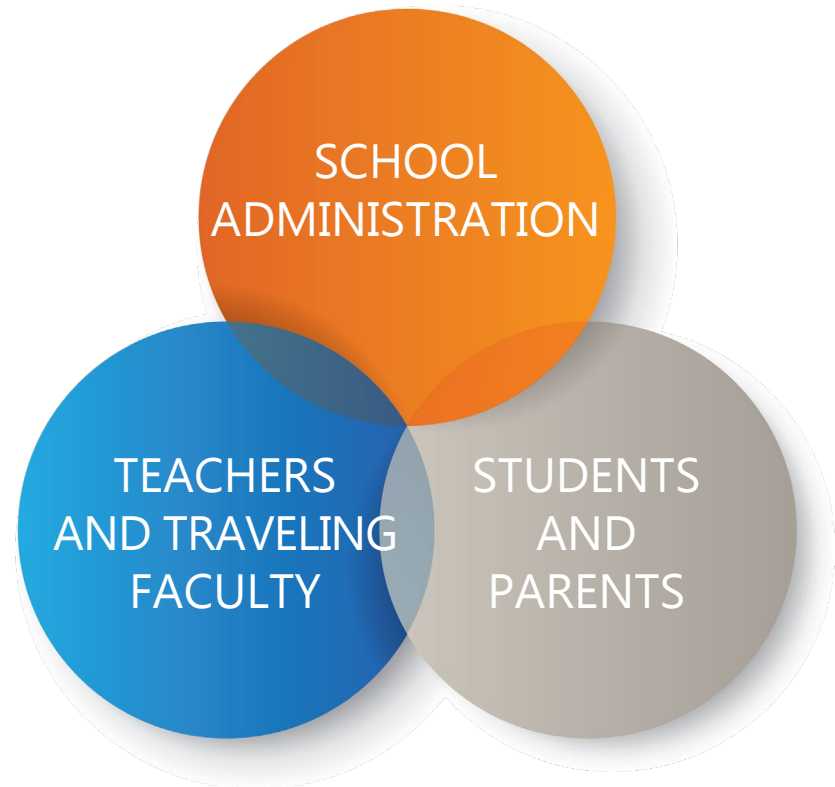 SCHOOL
ADMINISTRATION
TEACHERS
AND TRAVELING
FACULTY
STUDENTS
AND
PARENTS